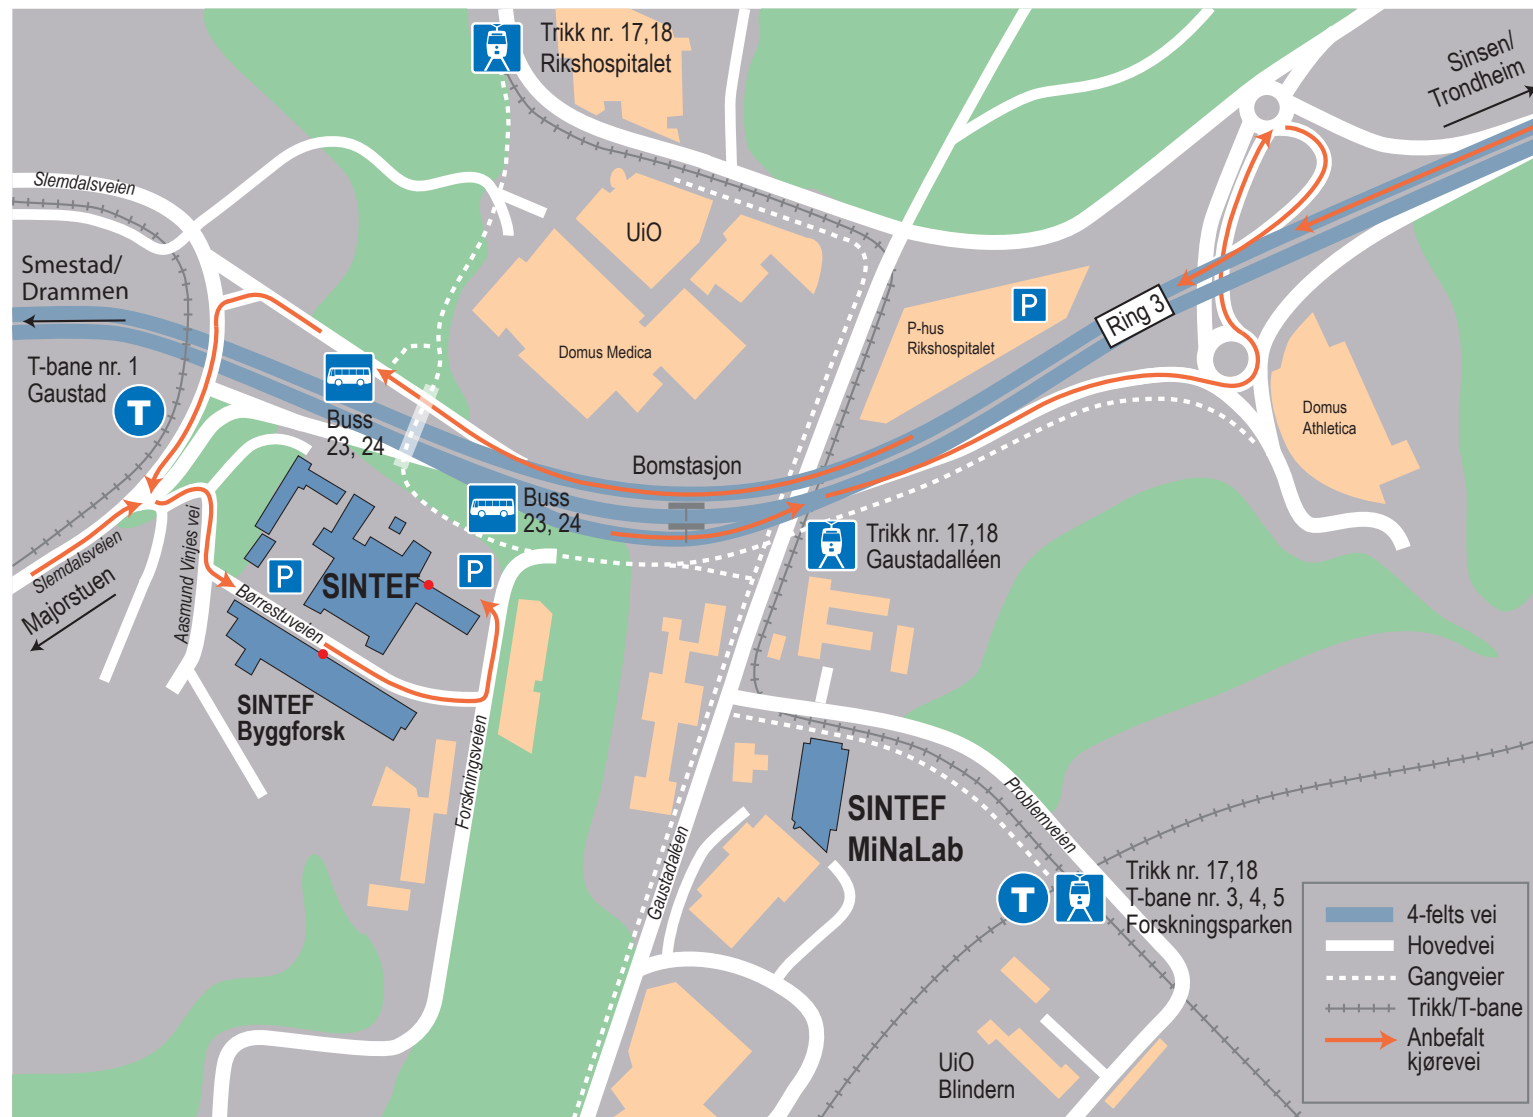 Trikk nr. 17,18
Rikshospitalet
Sinsen/
Trondheim
Slemdalsveien
UiO
Smestad/
Drammen
P
Ring 3
P-hus
Rikshospitalet
Domus Medica
T-bane nr. 1
Gaustad
T
Buss
23, 24
Domus
Athletica
Bomstasjon
Buss
23, 24
Trikk nr. 17,18
Gaustadalléen
Slemdalsveien
Majorstuen
Aasmund Vinjes vei
P
SINTEF
P
Børrestuveien
SINTEF
Byggforsk
Forskningsveien
Gaustadaléen
SINTEF
MiNaLab
Problemveien
T
Trikk nr. 17,18
T-bane nr. 3, 4, 5
Forskningsparken
UiO
Blindern
4-felts vei
Hovedvei
Gangveier
Trikk/T-bane
Anbefalt
kjørevei